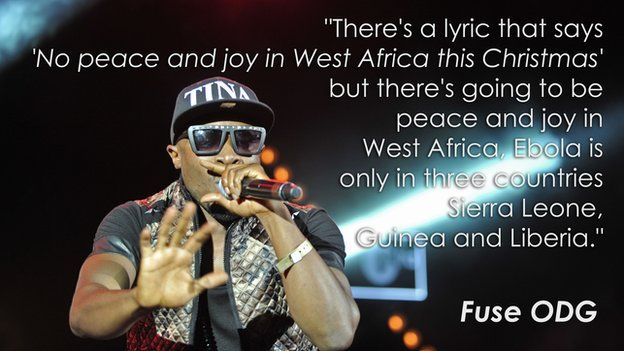 "There's a lyric that says
'No peace and joy in West Africa this Christmas'
but there's going to be
peace and joy in
West Africa, Ebola is
only in three countries
Sierra Leone,
Guinea and Liberia."
TINA
Fuse ODG